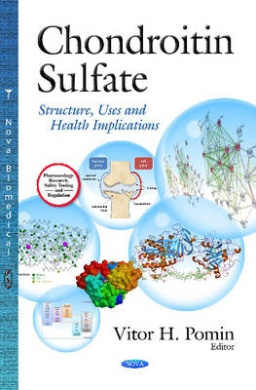 Chondroitin
Sulfate
Structure, Uses and
Health Implications
Nova Biomedical
Pharmacology -
Research,
Safety Testing
and
Regulation
Vitor H. Pomin
Editor
NOVA